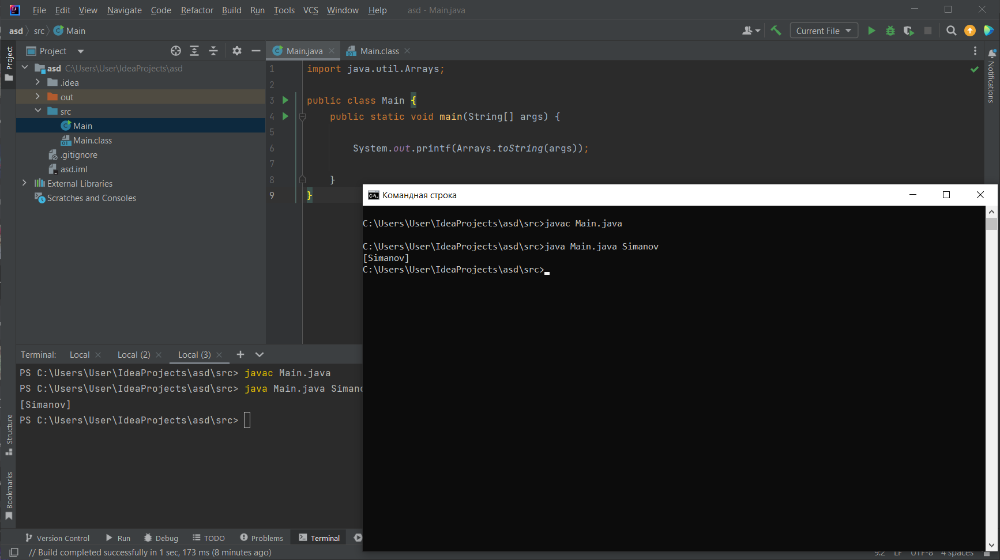 File Edit View Navigate Code Refactor Build Run Tools VCS Window Help asd - Main.java
asd src Main Current File
Project Main.java Main.class
Project
Notifications
asd C:\Users\User\IdeaProjects\asd
.idea
out
src
Main
Main.class
.gitignore
asd.iml
External Libraries
Scratches and Consoles
1 import java.util.Arrays;
2
3 public class Main {
4 public static void main(String[] args) {
5
6 System.out.printf(Arrays.toString(args));
7
8 }
9 }
Командная строка
C:\Users\User\IdeaProjects\asd\src>javac Main.java
C:\Users\User\IdeaProjects\asd\src>java Main.java Simanov
[Simanov]
C:\Users\User\IdeaProjects\asd\src>
Terminal: Local Local (2) Local (3)
PS C:\Users\User\IdeaProjects\asd\src> javac Main.java
PS C:\Users\User\IdeaProjects\asd\src> java Main.java Simano
[Simanov]
PS C:\Users\User\IdeaProjects\asd\src>
Structure
Bookmarks
Version Control Run Debug TODO Problems Terminal
// Build completed successfully in 1 sec, 173 ms (8 minutes ago) 9:2 LF UTF-8 4 spaces